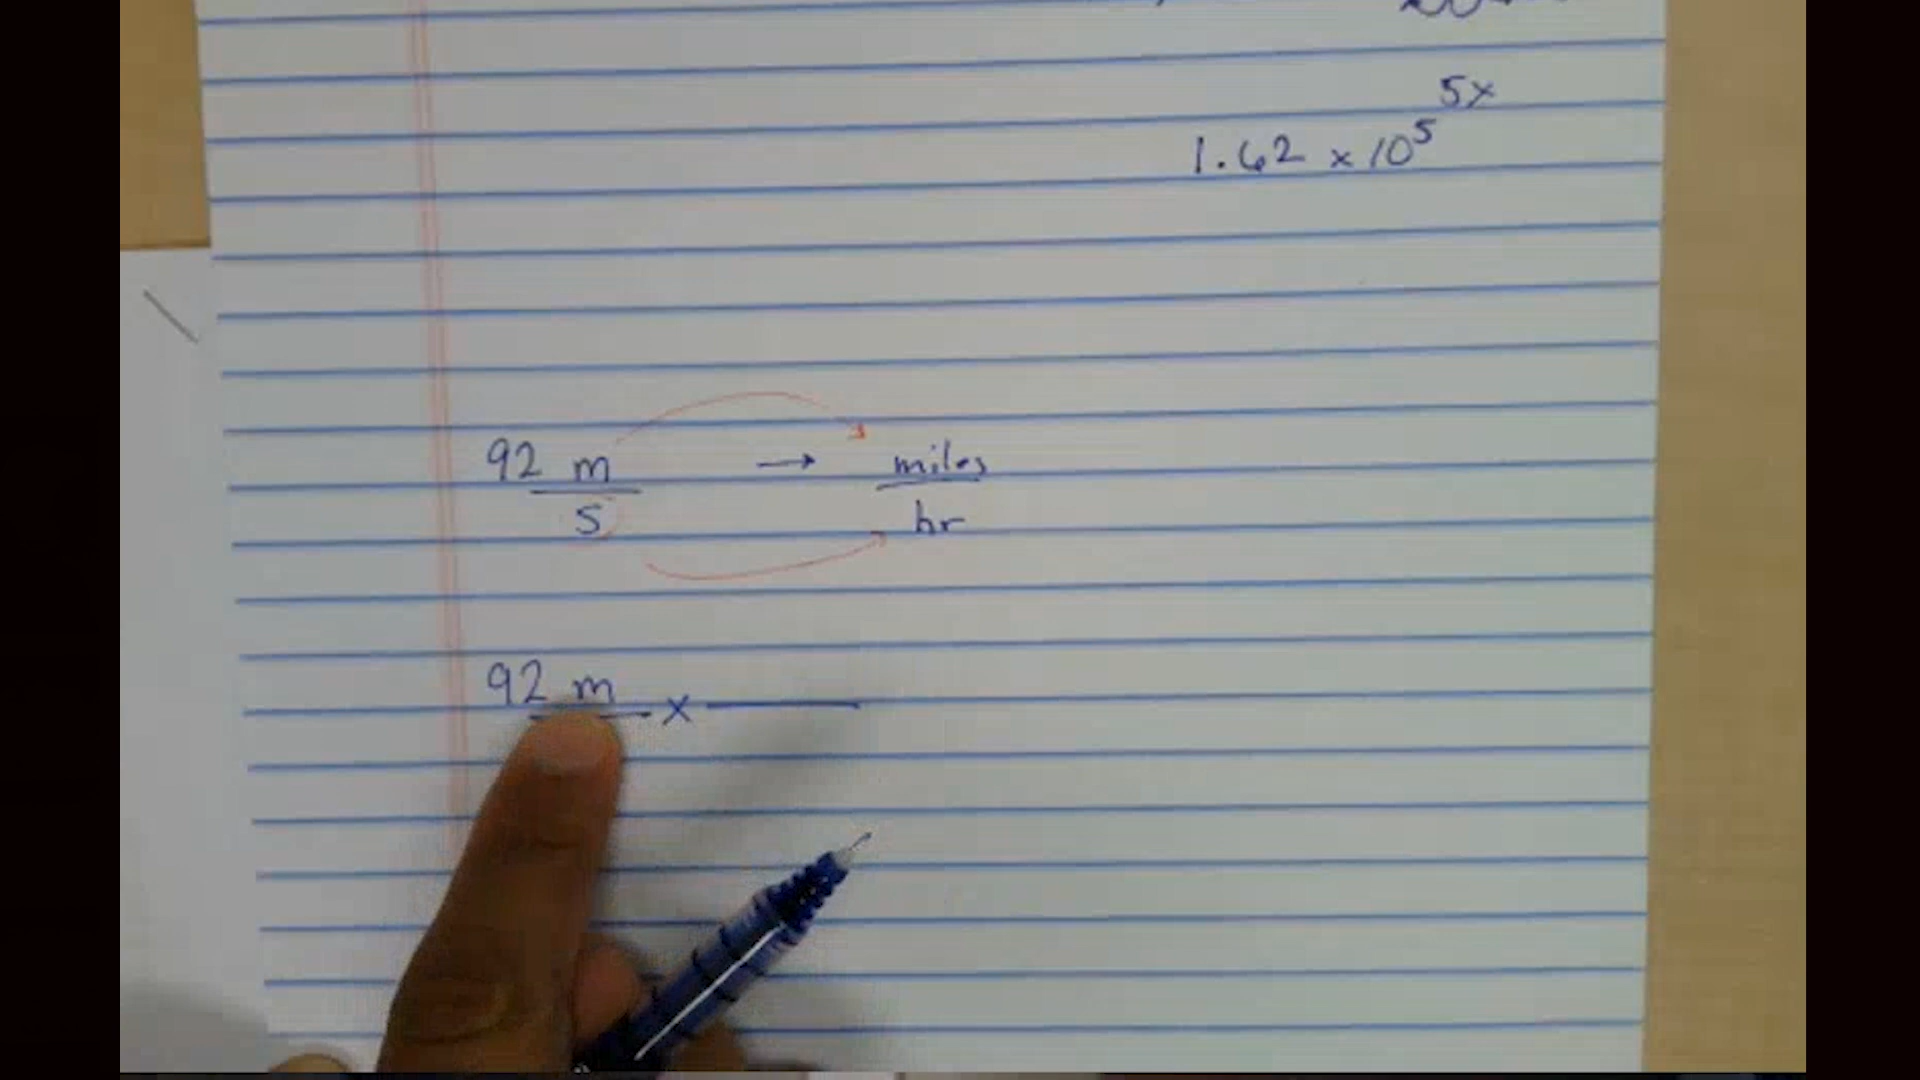 5x
1.62 x 10⁵
92 m → miles
s hr
92 m x